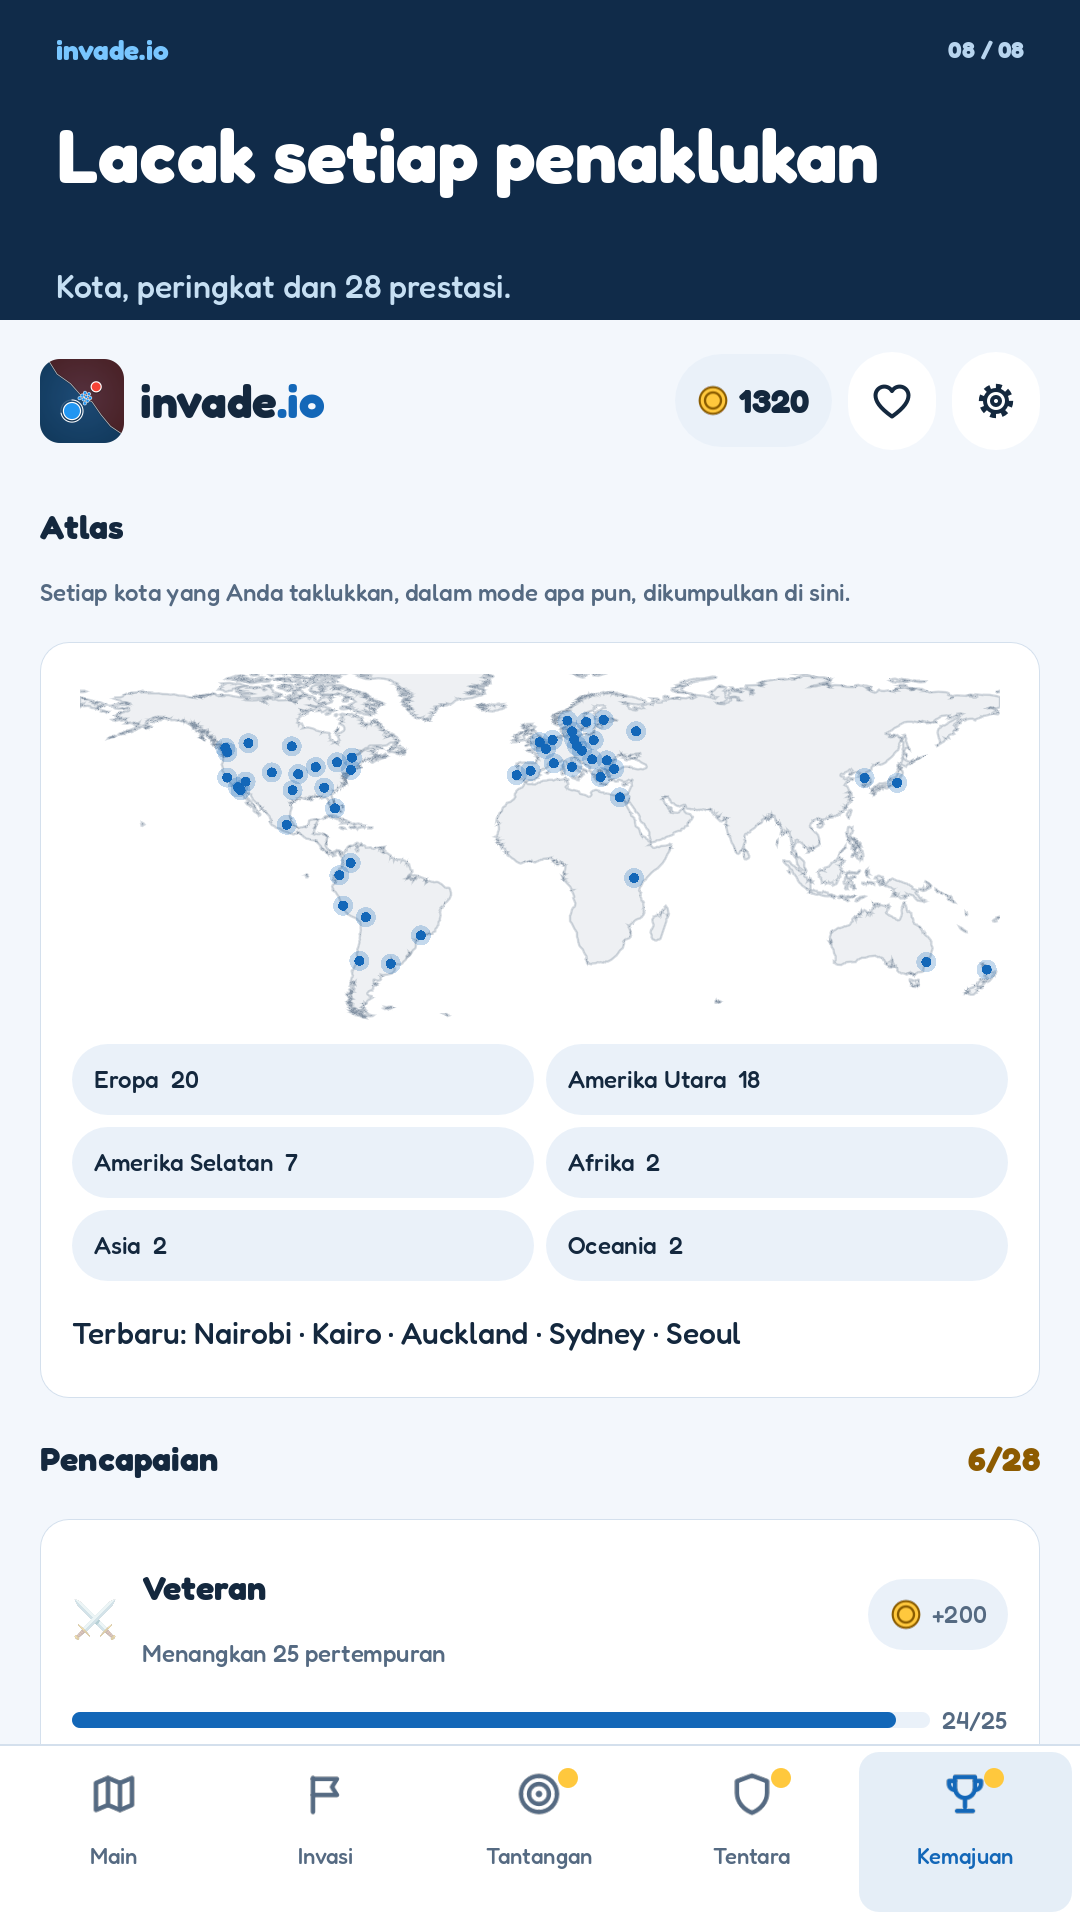 invade.io
08 / 08
Lacak setiap penaklukan
Kota, peringkat dan 28 prestasi.
invade.io
1320
Atlas
Setiap kota yang Anda taklukkan, dalam mode apa pun, dikumpulkan di sini.
Eropa 20
Amerika Utara 18
Amerika Selatan 7
Afrika 2
Asia 2
Oceania 2
Terbaru: Nairobi · Kairo · Auckland · Sydney · Seoul
Pencapaian
6/28
Veteran
+200
Menangkan 25 pertempuran
24/25
Main
Invasi
Tantangan
Tentara
Kemajuan